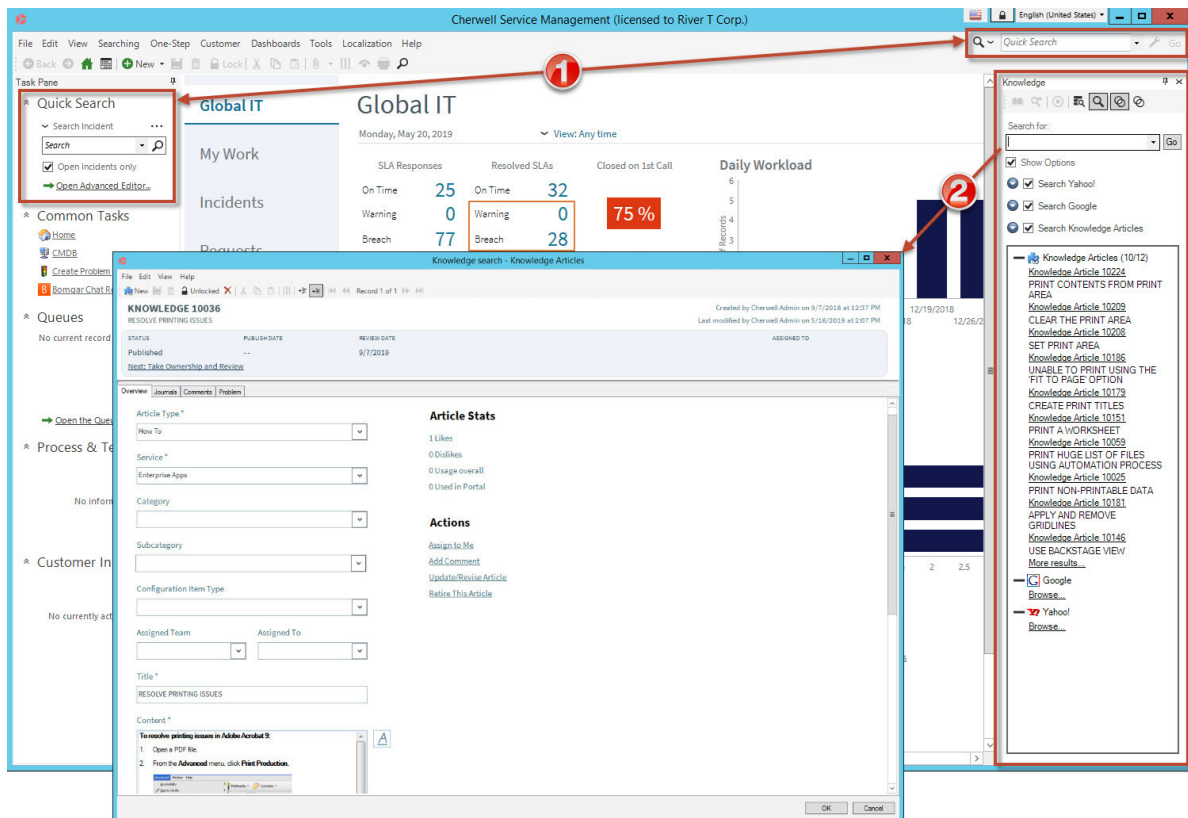 Cherwell Service Management (licensed to River T Corp.)
English (United States)
File Edit View Searching One-Step Customer Dashboards Tools Localization Help
Quick Search
Go
Back
New
Lock
1
Task Pane
Quick Search
Search Incident
Search
Open Incidents only
Open Advanced Editor...
Common Tasks
Home
CMDB
Create Problem
Bomgar Chat
Queues
No current record
Open the
Process &
No inform
Customer In
No currently act
Global IT
My Work
Incidents
Requests
Global IT
Monday, May 20, 2019
View: Any time
SLA Responses
Resolved SLAs
Closed on 1st Call
Daily Workload
On Time 25
On Time 32
Warning 0
Warning 0
75 %
Breach 77
Breach 28
6
5
4
3
Records
12/19/2018
12/26/2
18
2 2.5
2
Knowledge
Search for:
Go
Show Options
Search Yahoo!
Search Google
Search Knowledge Articles
Knowledge Articles (10/12)
Knowledge Article 10224
PRINT CONTENTS FROM PRINT
AREA
Knowledge Article 10209
CLEAR THE PRINT AREA
Knowledge Article 10208
SET PRINT AREA
Knowledge Article 10186
UNABLE TO PRINT USING THE
'FIT TO PAGE' OPTION
Knowledge Article 10179
CREATE PRINT TITLES
Knowledge Article 10151
PRINT A WORKSHEET
Knowledge Article 10059
PRINT HUGE LIST OF FILES
USING AUTOMATION PROCESS
Knowledge Article 10025
PRINT NON-PRINTABLE DATA
Knowledge Article 10181
APPLY AND REMOVE
GRIDLINES
Knowledge Article 10146
USE BACKSTAGE VIEW
More results...
Google
Browse...
Yahoo!
Browse...
Knowledge search - Knowledge Articles
File Edit View Help
New
Unlocked
Record 1 of 1
KNOWLEDGE 10036
RESOLVE PRINTING ISSUES
Created by Cherwell Admin on 9/7/2018 at 12:37 PM
Last modified by Cherwell Admin on 5/16/2019 at 2:07 PM
STATUS PUBLISH DATE REVIEW DATE ASSIGNED TO
Published -- 9/7/2019
Next: Take Ownership and Review
Overview Journals Comments Problem
Article Type *
How To
Service *
Enterprise Apps
Category
Subcategory
Configuration Item Type
Assigned Team
Assigned To
Title *
RESOLVE PRINTING ISSUES
Content *
To resolve printing issues in Adobe Acrobat 9:
1. Open a PDF file.
2. From the Advanced menu, click Print Production.
A
Article Stats
1 Likes
0 Dislikes
0 Usage overall
0 Used in Portal
Actions
Assign to Me
Add Comment
Update/Revise Article
Retire This Article
OK
Cancel